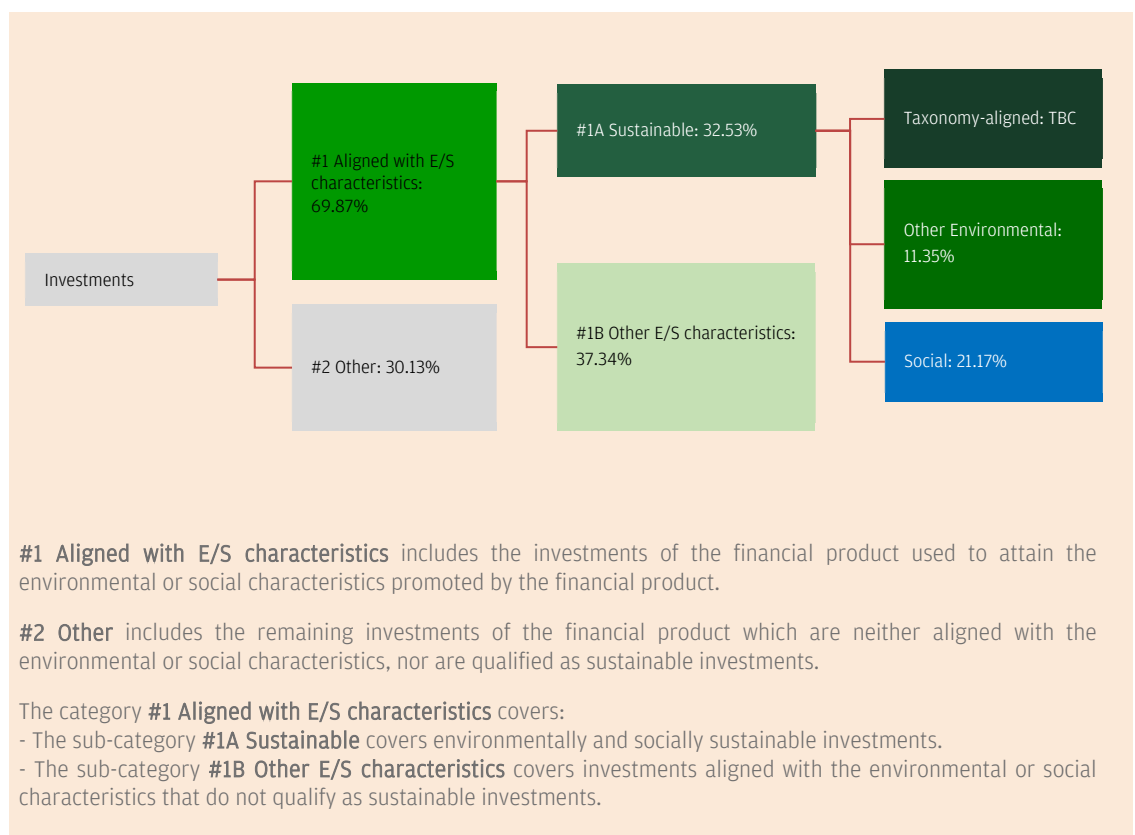 Investments
#1 Aligned with E/S
characteristics:
69.87%
#2 Other: 30.13%
#1A Sustainable: 32.53%
#1B Other E/S characteristics:
37.34%
Taxonomy-aligned: TBC
Other Environmental:
11.35%
Social: 21.17%
#1 Aligned with E/S characteristics includes the investments of the financial product used to attain the
environmental or social characteristics promoted by the financial product.
#2 Other includes the remaining investments of the financial product which are neither aligned with the
environmental or social characteristics, nor are qualified as sustainable investments.
The category #1 Aligned with E/S characteristics covers:
- The sub-category #1A Sustainable covers environmentally and socially sustainable investments.
- The sub-category #1B Other E/S characteristics covers investments aligned with the environmental or social
characteristics that do not qualify as sustainable investments.